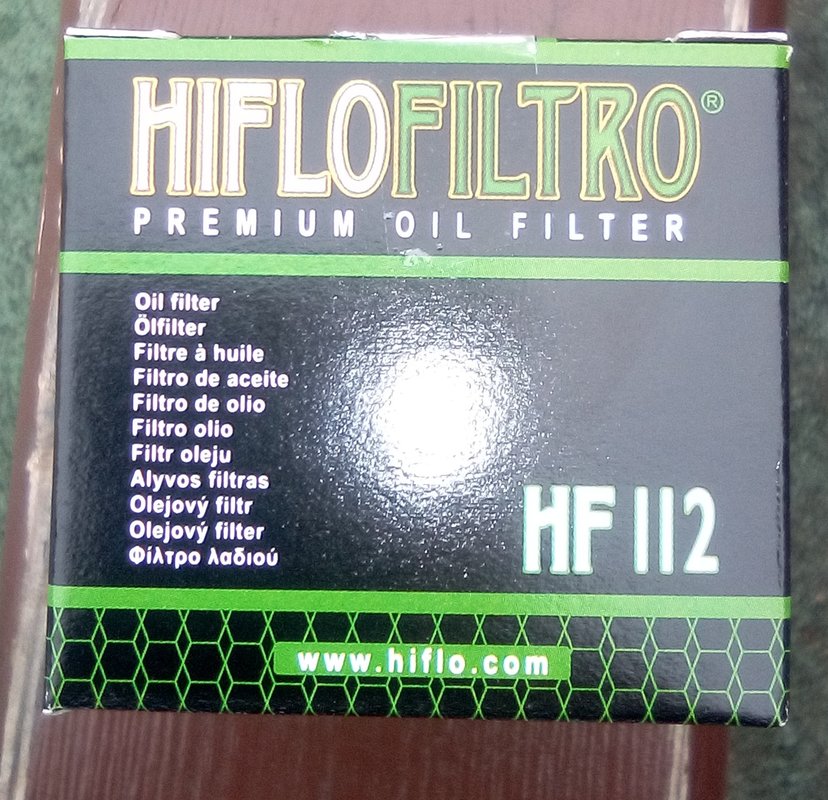 HIFLOFILTRO®
PREMIUM OIL FILTER
Oil filter
Ölfilter
Filtre à huile
Filtro de aceite
Filtro de olio
Filtro olio
Filtr oleju
Alyvos filtras
Olejový filtr
Olejový filter
Φίλτρο λαδιού
HF112
www.hiflo.com